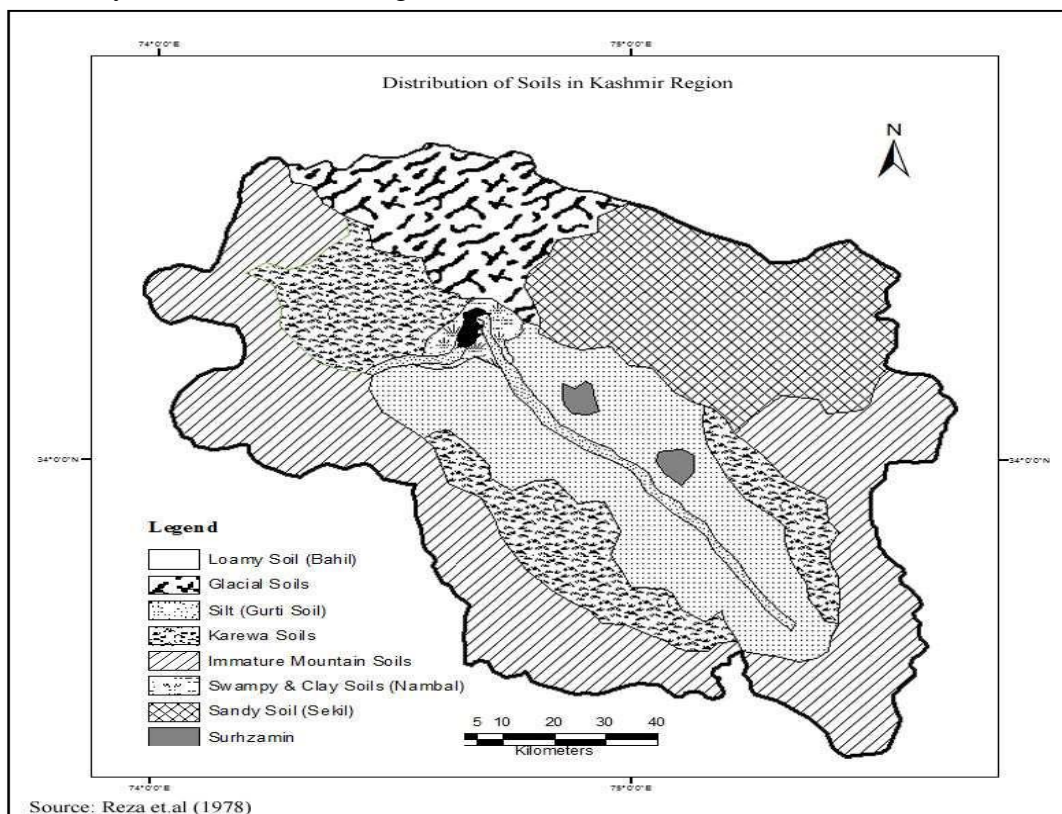 74°0'0"E 75°0'0"E
Distribution of Soils in Kashmir Region
N
34°0'0"N 34°0'0"N
Legend
Loamy Soil (Bahil)
Glacial Soils
Silt (Gurti Soil)
Karewa Soils
Immature Mountain Soils
Swampy & Clay Soils (Nambal)
Sandy Soil (Sekil)
Surhzamin
5 10 20 30 40
Kilometers
74°0'0"E 75°0'0"E
Source: Reza et.al (1978)